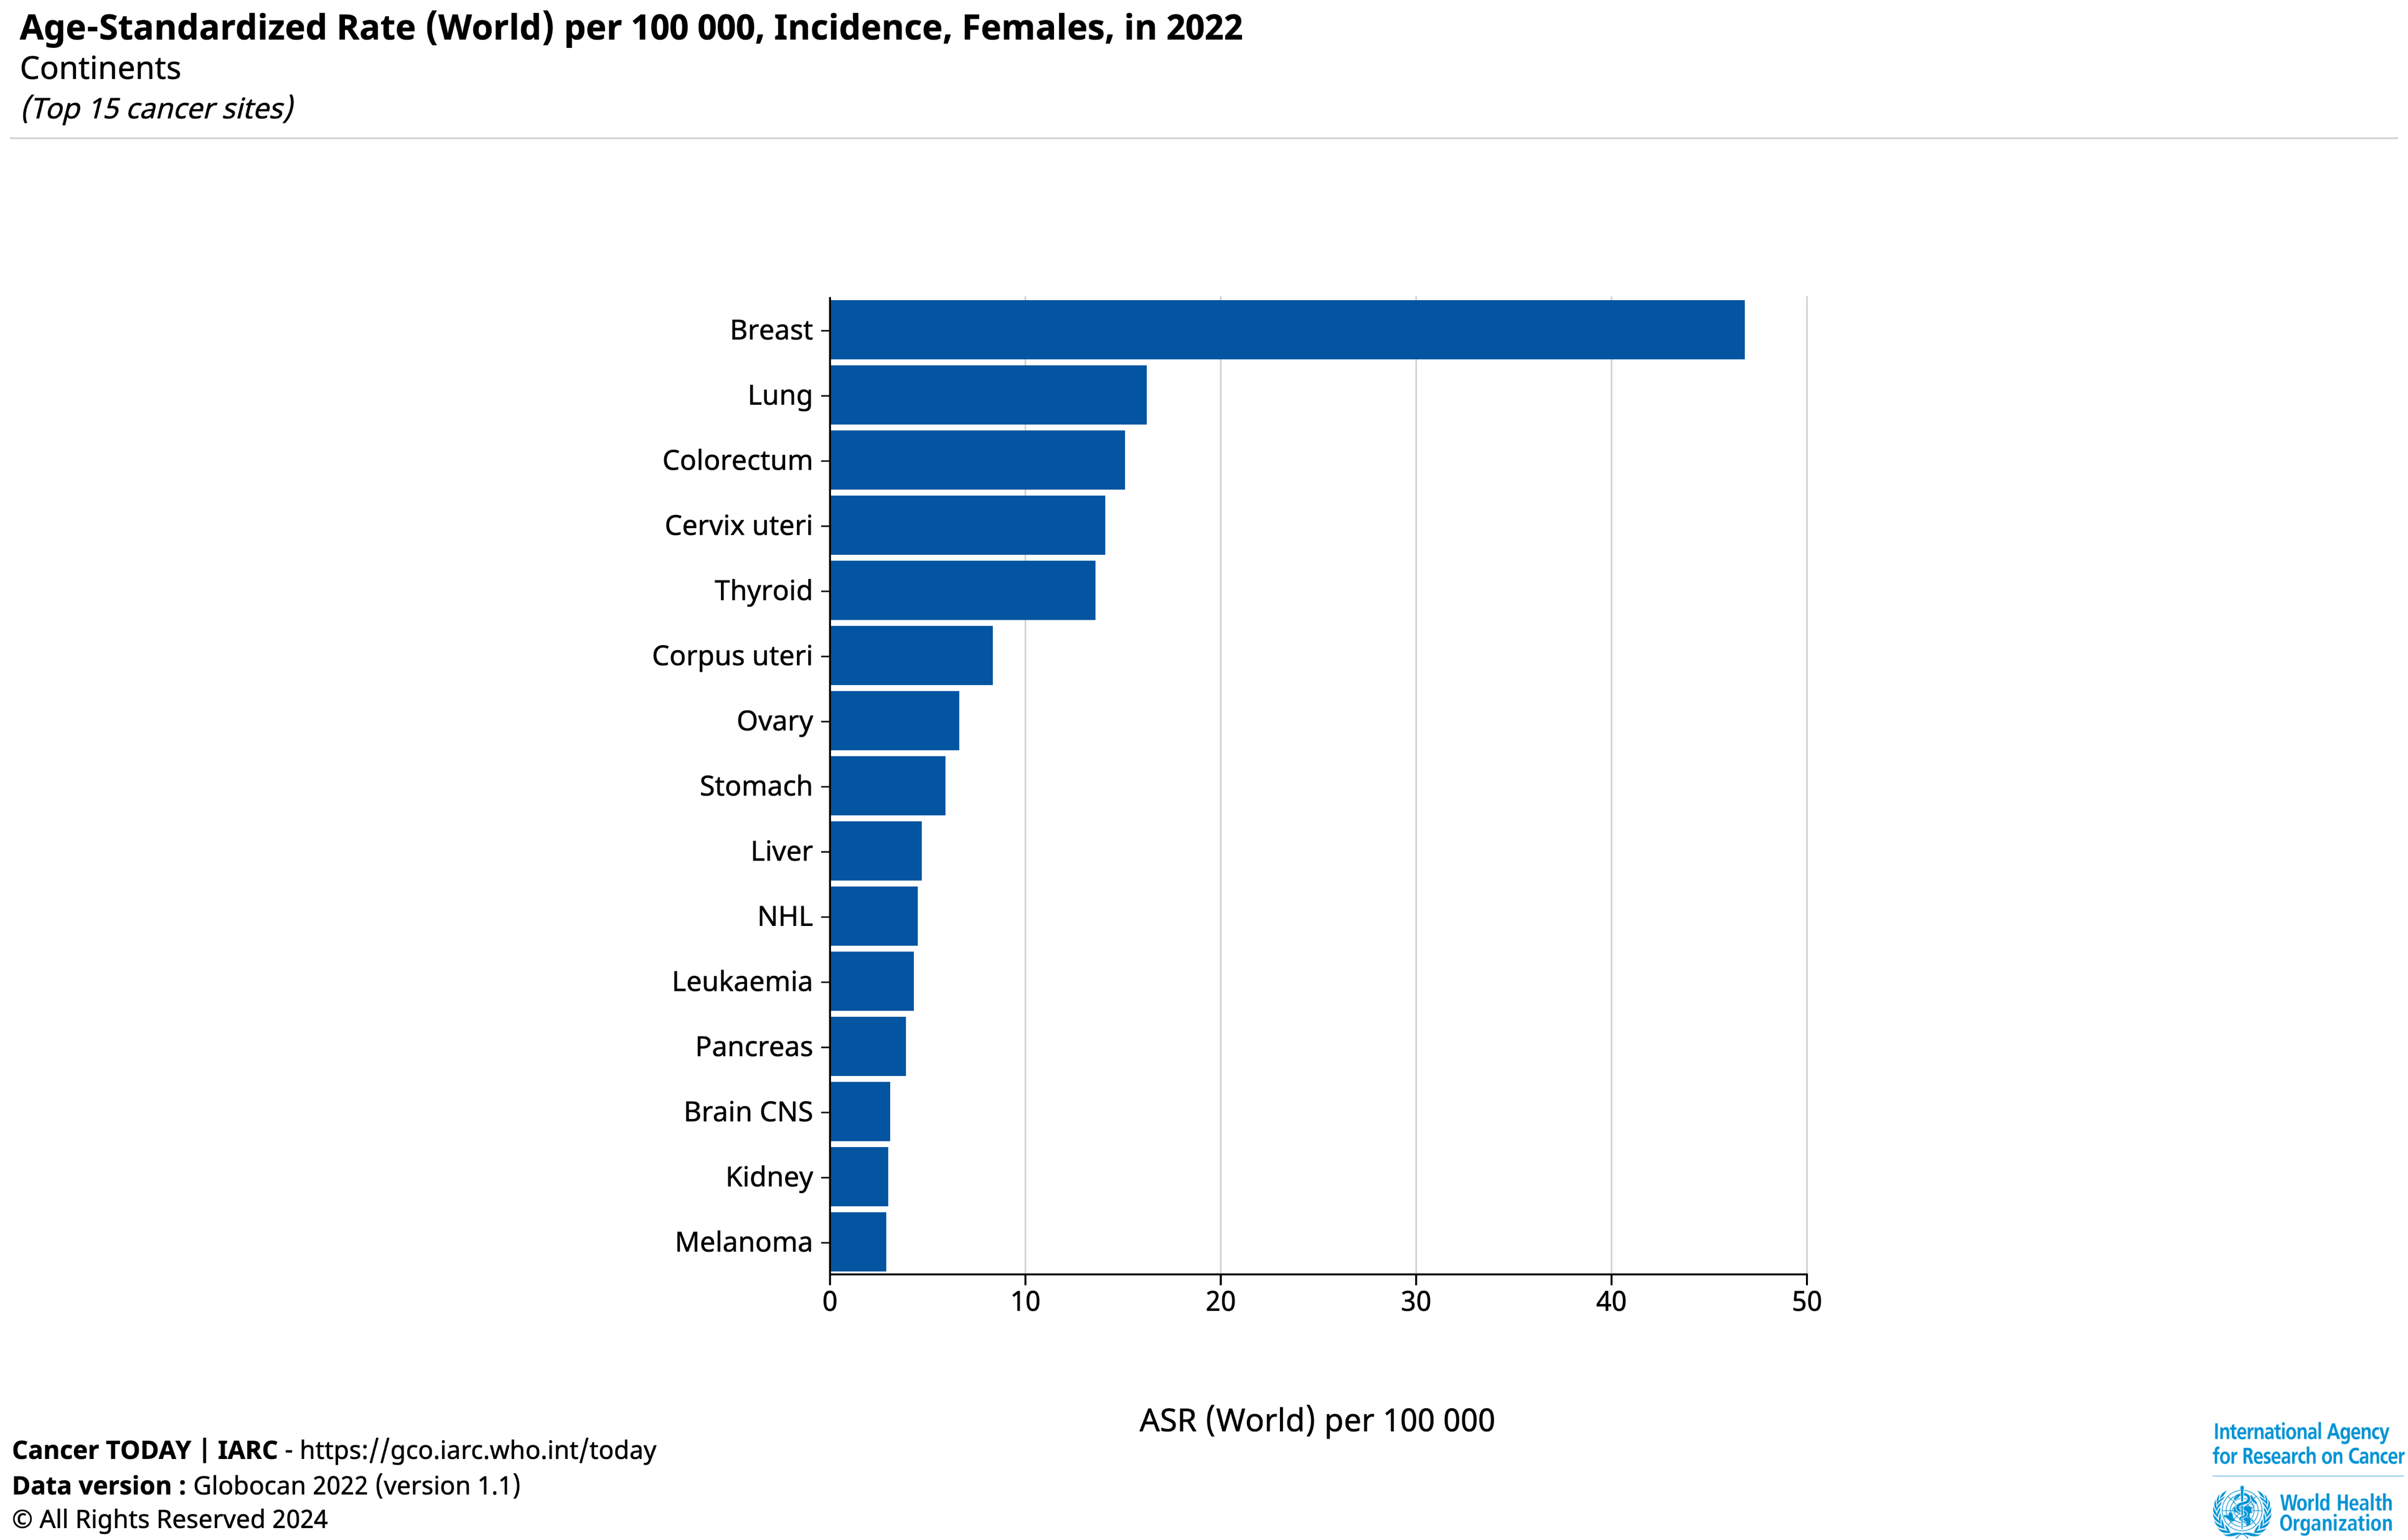 Age-Standardized Rate (World) per 100 000, Incidence, Females, in 2022
Continents
(Top 15 cancer sites)
Breast
Lung
Colorectum
Cervix uteri
Thyroid
Corpus uteri
Ovary
Stomach
Liver
NHL
Leukaemia
Pancreas
Brain CNS
Kidney
Melanoma
0 10 20 30 40 50
ASR (World) per 100 000
Cancer TODAY | IARC - https://gco.iarc.who.int/today
Data version : Globocan 2022 (version 1.1)
© All Rights Reserved 2024
International Agency
for Research on Cancer
World Health
Organization